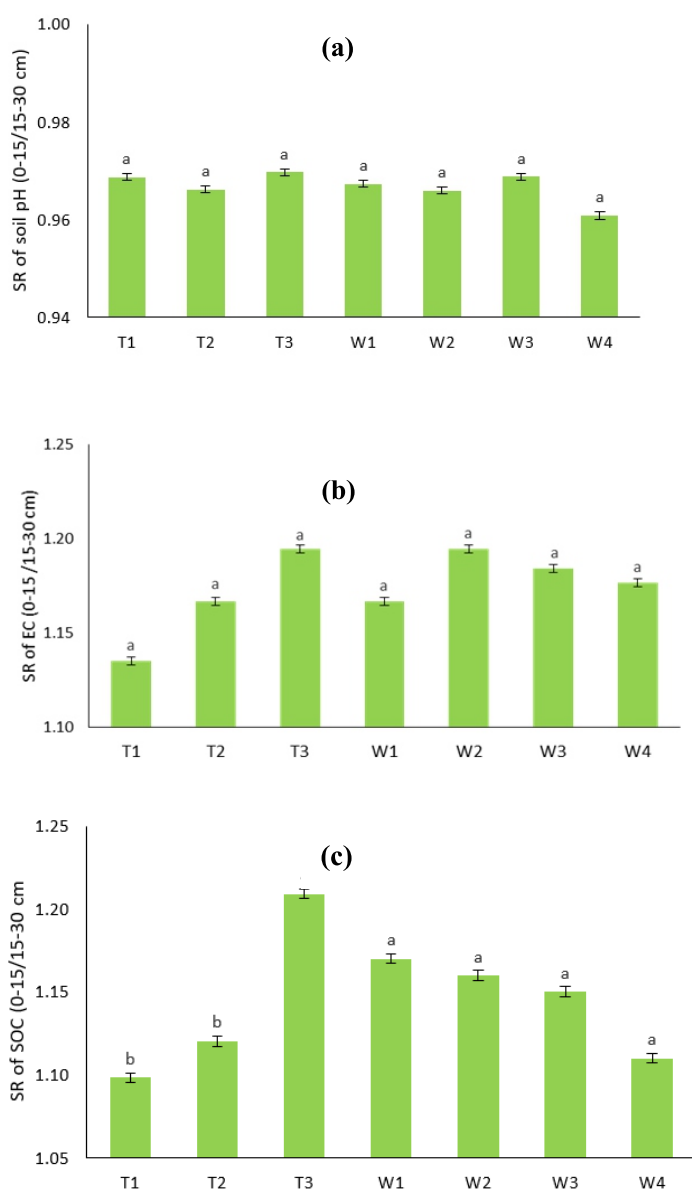 (a)
SR of soil pH (0-15/15-30 cm)
1.00
0.98
0.96
0.94
a a a a a a a
T1 T2 T3 W1 W2 W3 W4
(b)
SR of EC (0-15/15-30cm)
1.25
1.20
1.15
1.10
a a a a a a a
T1 T2 T3 W1 W2 W3 W4
(c)
SR of SOC (0-15/15-30 cm
1.25
1.20
1.15
1.10
1.05
b b a a a a
T1 T2 T3 W1 W2 W3 W4